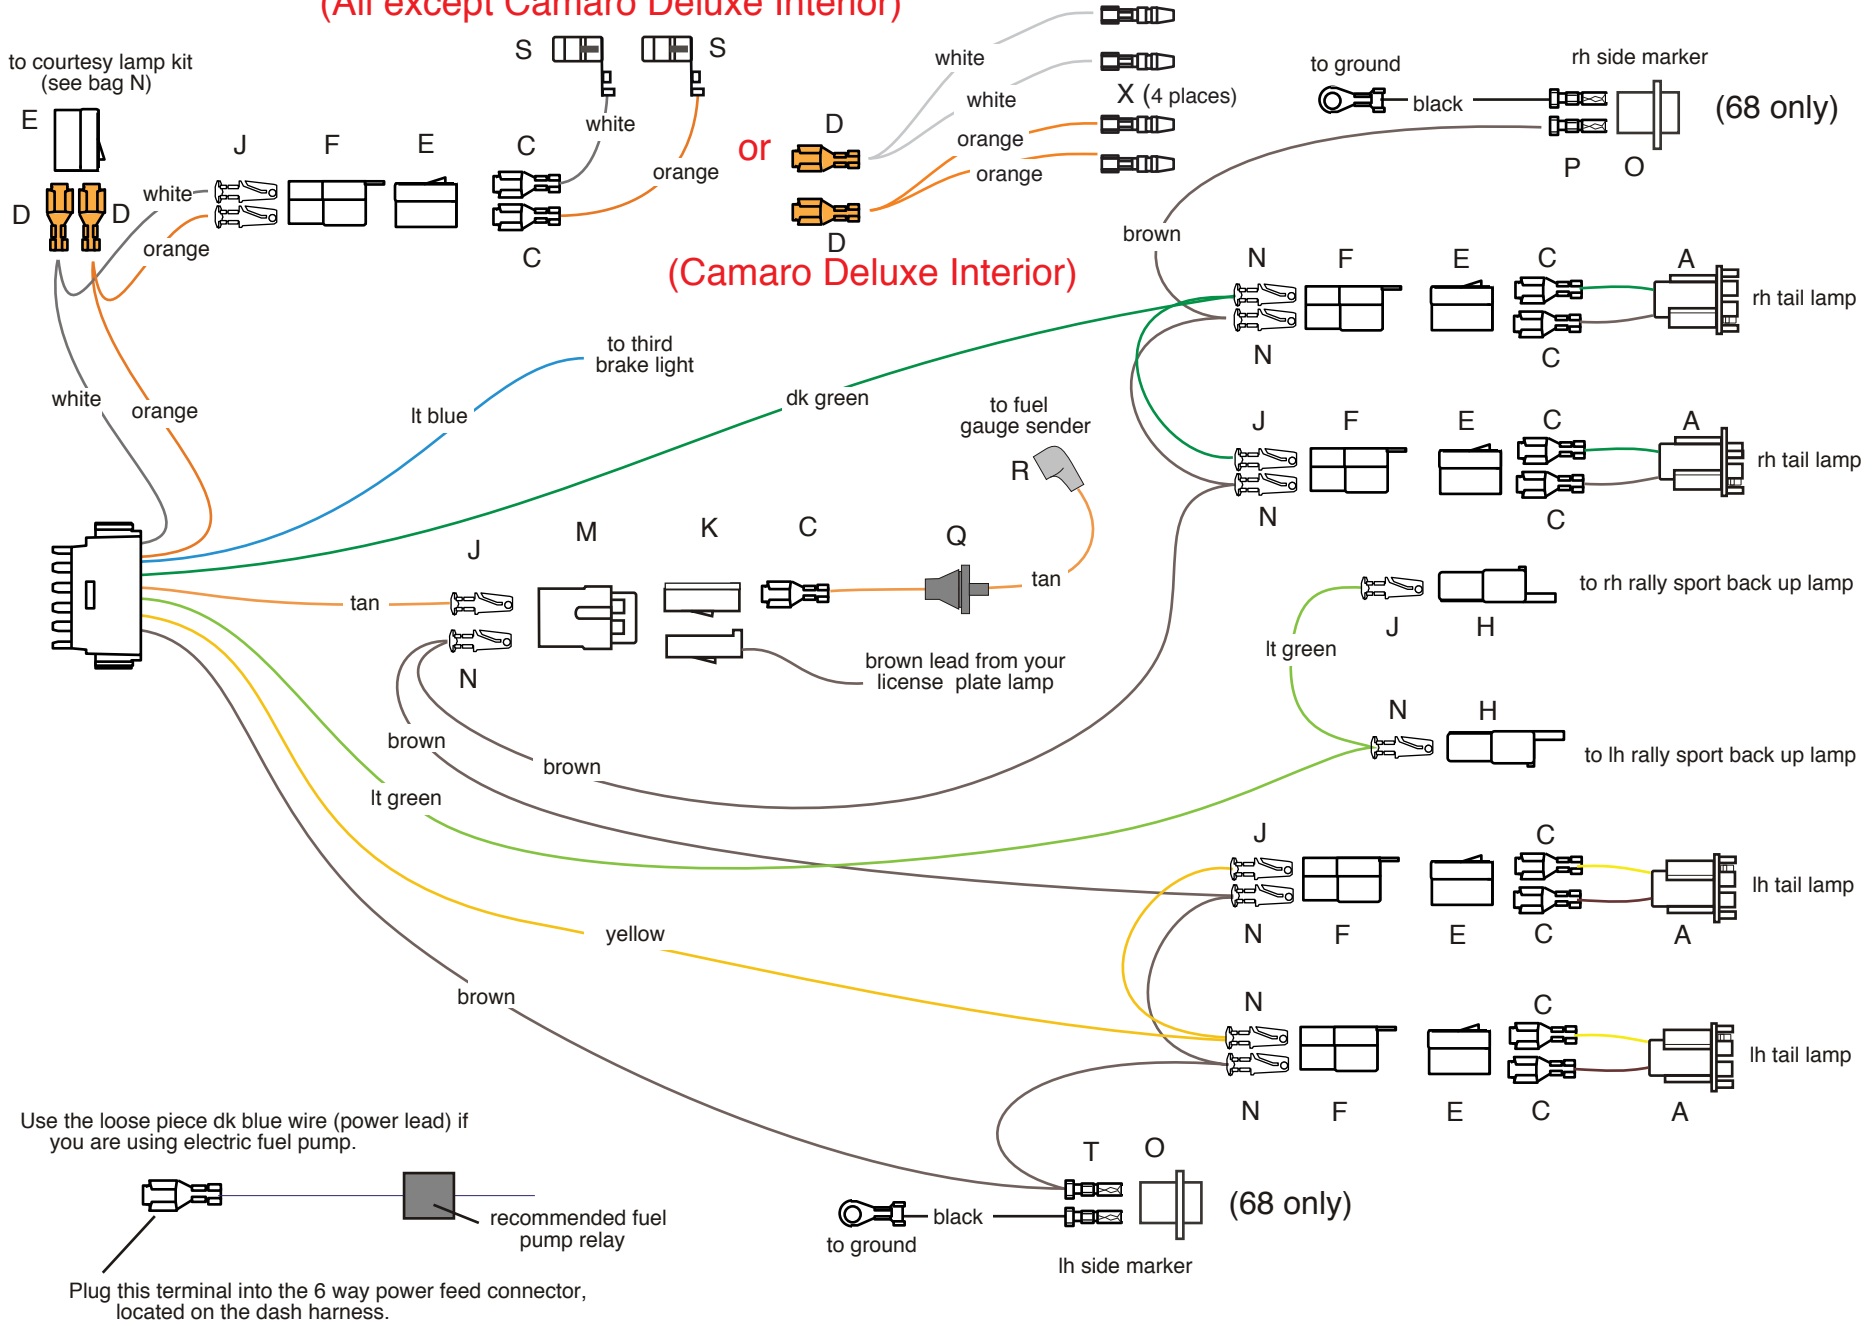 (All except Camaro Deluxe Interior)
to courtesy lamp kit
(see bag N)
E
S
S
white
white
X (4 places)
orange
orange
to ground
black
rh side marker
(68 only)
P
O
J
F
E
C
white
orange
or
D
D
D
D
white
orange
C
(Camaro Deluxe Interior)
brown
N
F
E
C
A
rh tail lamp
N
C
to third
brake light
white
orange
lt blue
dk green
to fuel
gauge sender
R
J
F
E
C
A
rh tail lamp
N
C
J
M
K
C
Q
tan
tan
N
brown lead from your
license plate lamp
to rh rally sport back up lamp
J
H
lt green
N
H
to lh rally sport back up lamp
brown
brown
lt green
J
C
lh tail lamp
N
F
E
C
A
yellow
brown
N
C
lh tail lamp
N
F
E
C
A
Use the loose piece dk blue wire (power lead) if
you are using electric fuel pump.
recommended fuel
pump relay
Plug this terminal into the 6 way power feed connector,
located on the dash harness.
T
O
(68 only)
black
to ground
lh side marker